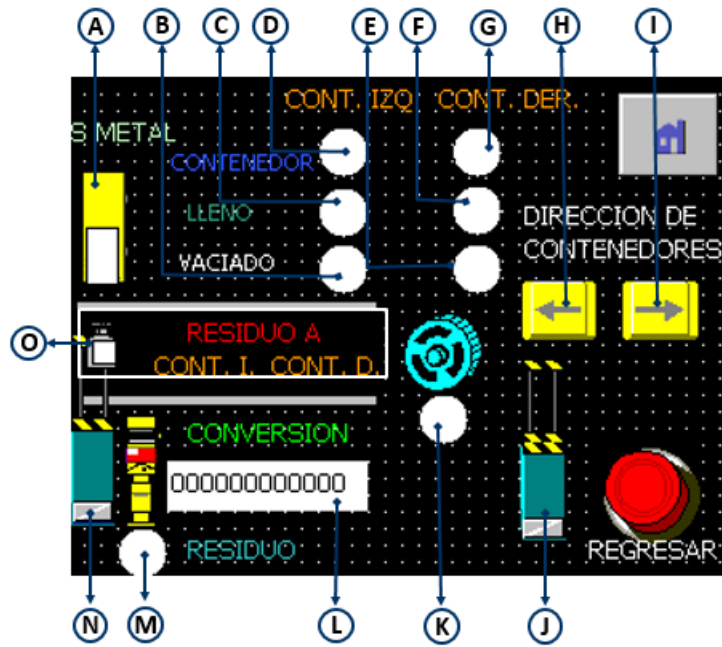 A B C D E F G H I
CONT. IZQ CONT. DER.
S METAL
CONTENEDOR
LLENO
DIRECCION DE
CONTENEDORES
VACIADO
O
RESIDUO A
CONT. I. CONT. D.
CONVERSION
000000000000
RESIDUO
REGRESAR
N M L K J